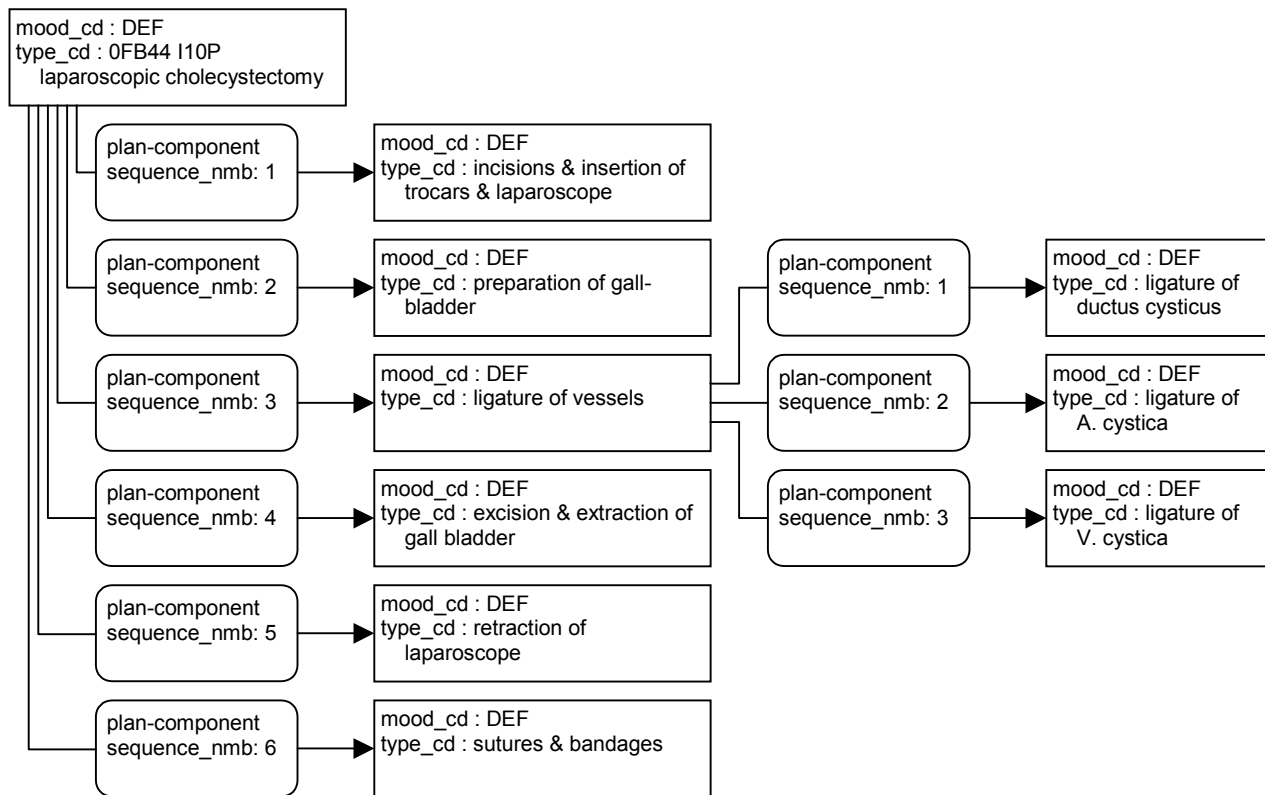 mood_cd : DEF
type_cd : 0FB44 I10P
laparoscopic cholecystectomy
plan-component
sequence_nmb: 1
mood_cd : DEF
type_cd : incisions & insertion of
trocars & laparoscope
plan-component
sequence_nmb: 2
mood_cd : DEF
type_cd : preparation of gall-
bladder
plan-component
sequence_nmb: 1
mood_cd : DEF
type_cd : ligature of
ductus cysticus
plan-component
sequence_nmb: 3
mood_cd : DEF
type_cd : ligature of vessels
plan-component
sequence_nmb: 2
mood_cd : DEF
type_cd : ligature of
A. cystica
plan-component
sequence_nmb: 4
mood_cd : DEF
type_cd : excision & extraction of
gall bladder
plan-component
sequence_nmb: 3
mood_cd : DEF
type_cd : ligature of
V. cystica
plan-component
sequence_nmb: 5
mood_cd : DEF
type_cd : retraction of
laparoscope
plan-component
sequence_nmb: 6
mood_cd : DEF
type_cd : sutures & bandages